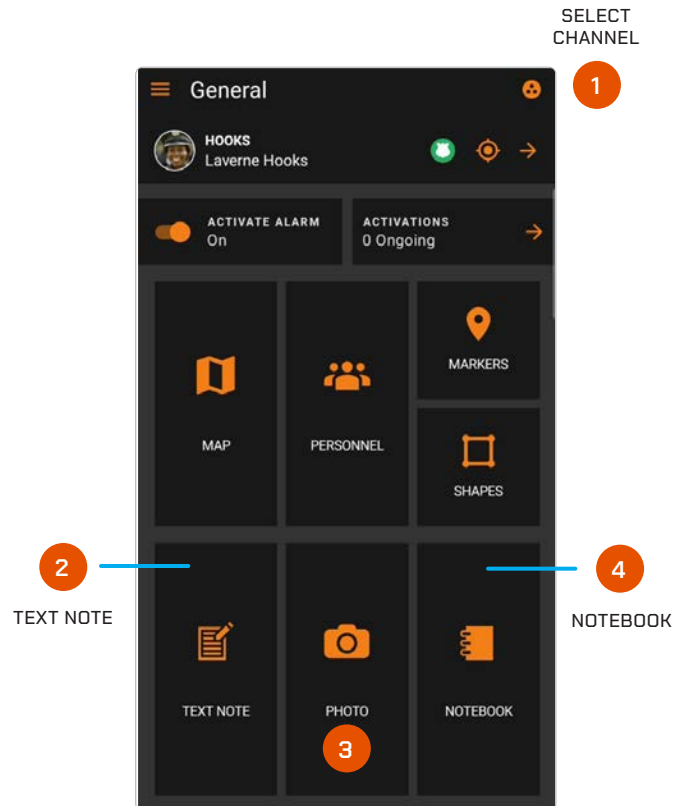 SELECT
CHANNEL
1
General
HOOKS
Laverne Hooks
ACTIVATE ALARM
On
ACTIVATIONS
0 Ongoing
MAP
PERSONNEL
MARKERS
SHAPES
2
TEXT NOTE
4
NOTEBOOK
TEXT NOTE
PHOTO
NOTEBOOK
3